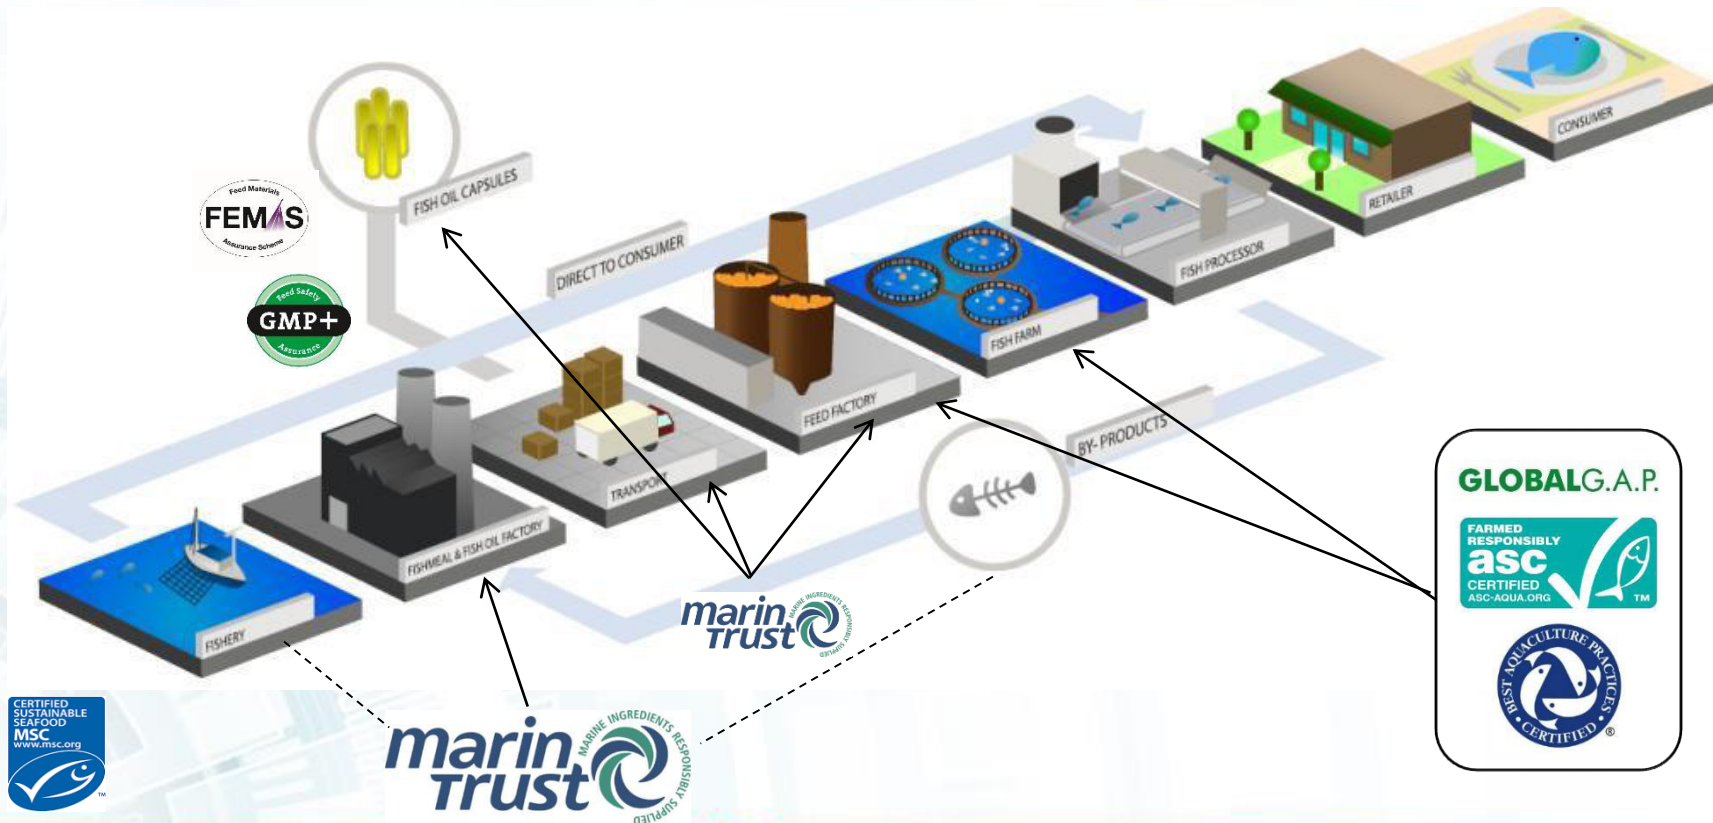 FISH OIL CAPSULES
Feed Materials
FEMAS
Assurance Scheme
Feed Safety
GMP+
Assurance
DIRECT TO CONSUMER
CONSUMER
RETAILER
FISH PROCESSOR
FISH FARM
FEED FACTORY
TRANSPORT
FISHMEAL & FISH OIL FACTORY
FISHERY
BY- PRODUCTS
marin
TRUST
MARINE INGREDIENTS RESPONSIBLY SUPPLIED
GLOBALG.A.P.
FARMED
RESPONSIBLY
asc
CERTIFIED
ASC-AQUA.ORG
TM
BEST AQUACULTURE PRACTICES
CERTIFIED
®
CERTIFIED
SUSTAINABLE
SEAFOOD
MSC
www.msc.org
TM
marin
TRUST
MARINE INGREDIENTS RESPONSIBLY SUPPLIED